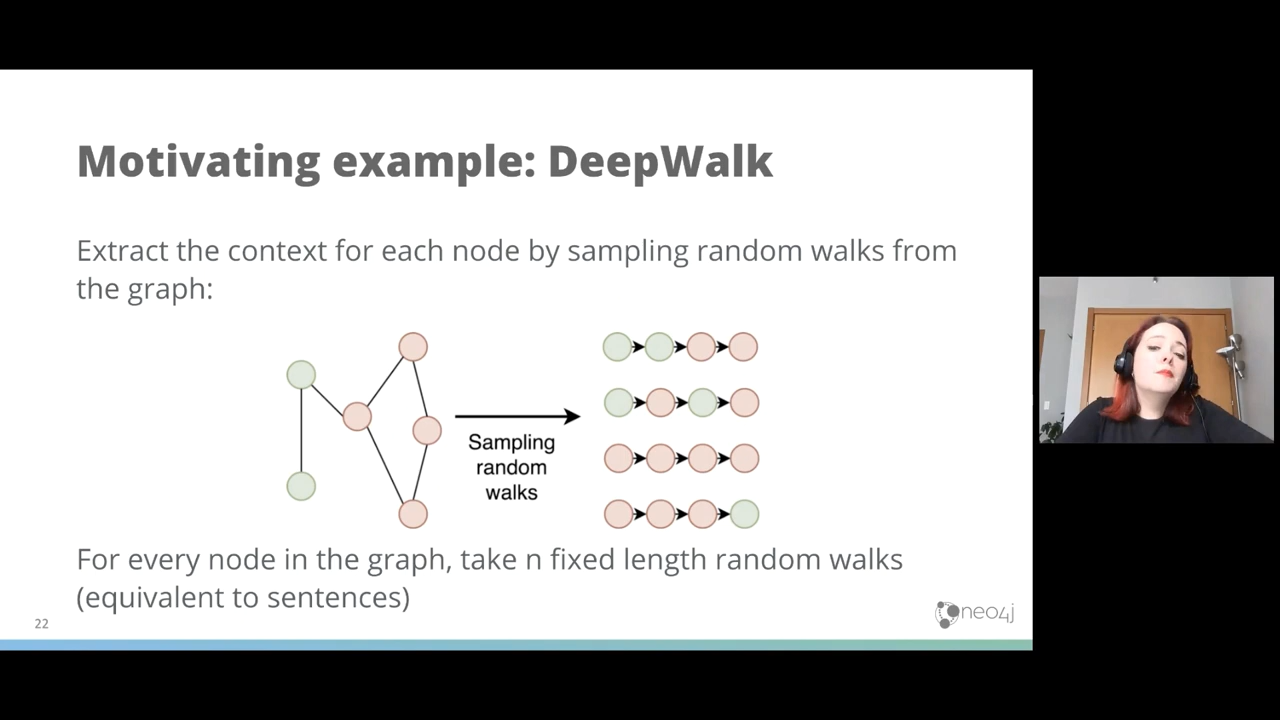 Motivating example: DeepWalk
Extract the context for each node by sampling random walks from
the graph:
Sampling
random
walks
For every node in the graph, take n fixed length random walks
(equivalent to sentences)
22
neo4j